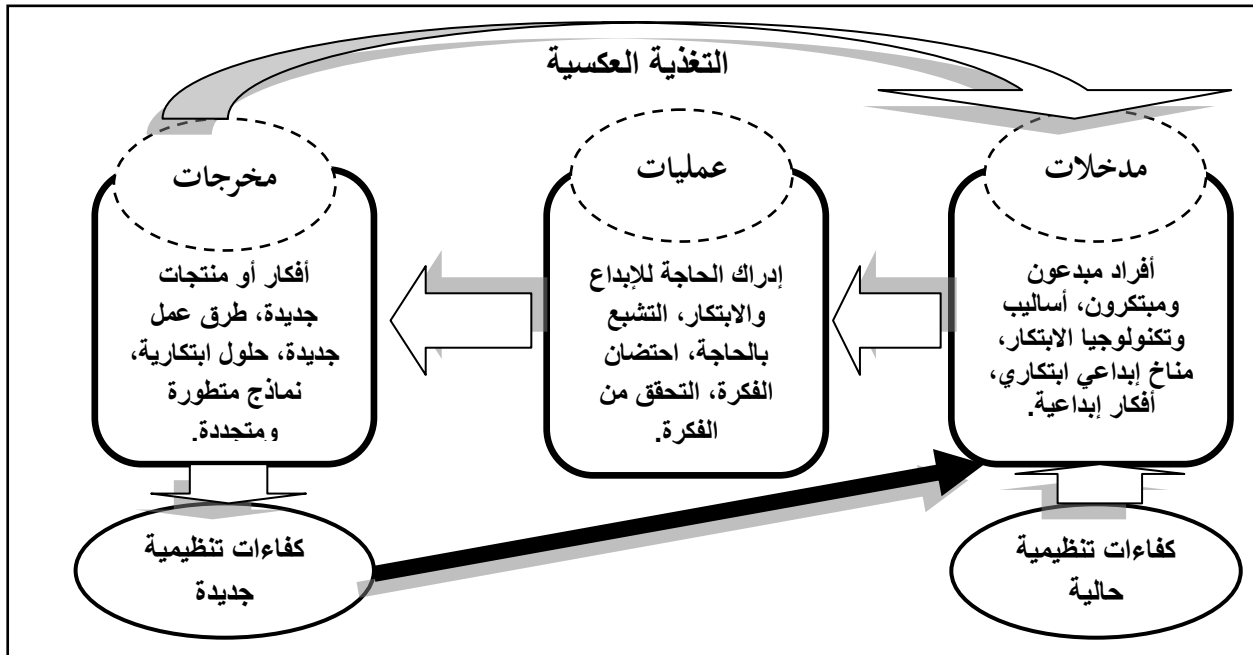 التغذية العكسية
مدخلات
أفراد مبدعون
ومبتكرون، أساليب
وتكنولوجيا الابتكار،
مناخ إبداعي ابتكاري،
أفكار إبداعية.
عمليات
إدراك الحاجة للإبداع
والابتكار، التشبع
بالحاجة، احتضان
الفكرة، التحقق من
الفكرة.
مخرجات
أفكار أو منتجات
جديدة، طرق عمل
جديدة، حلول ابتكارية،
نماذج متطورة
ومتجددة.
كفاءات تنظيمية
حالية
كفاءات تنظيمية
جديدة